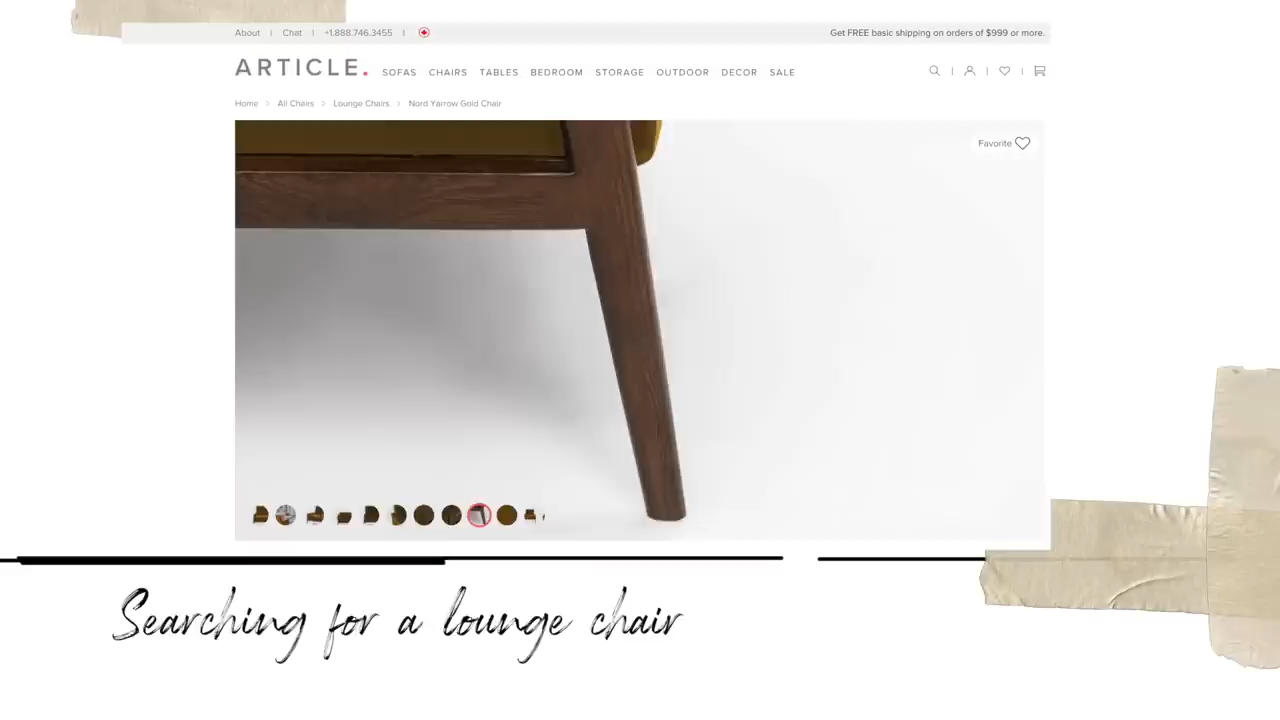 About | Chat | +1.888.746.3455 |
Get FREE basic shipping on orders of $999 or more.
ARTICLE. SOFAS CHAIRS TABLES BEDROOM STORAGE OUTDOOR DECOR SALE
Home > All Chairs > Lounge Chairs > Nord Yarrow Gold Chair
Favorite
Searching for a lounge chair